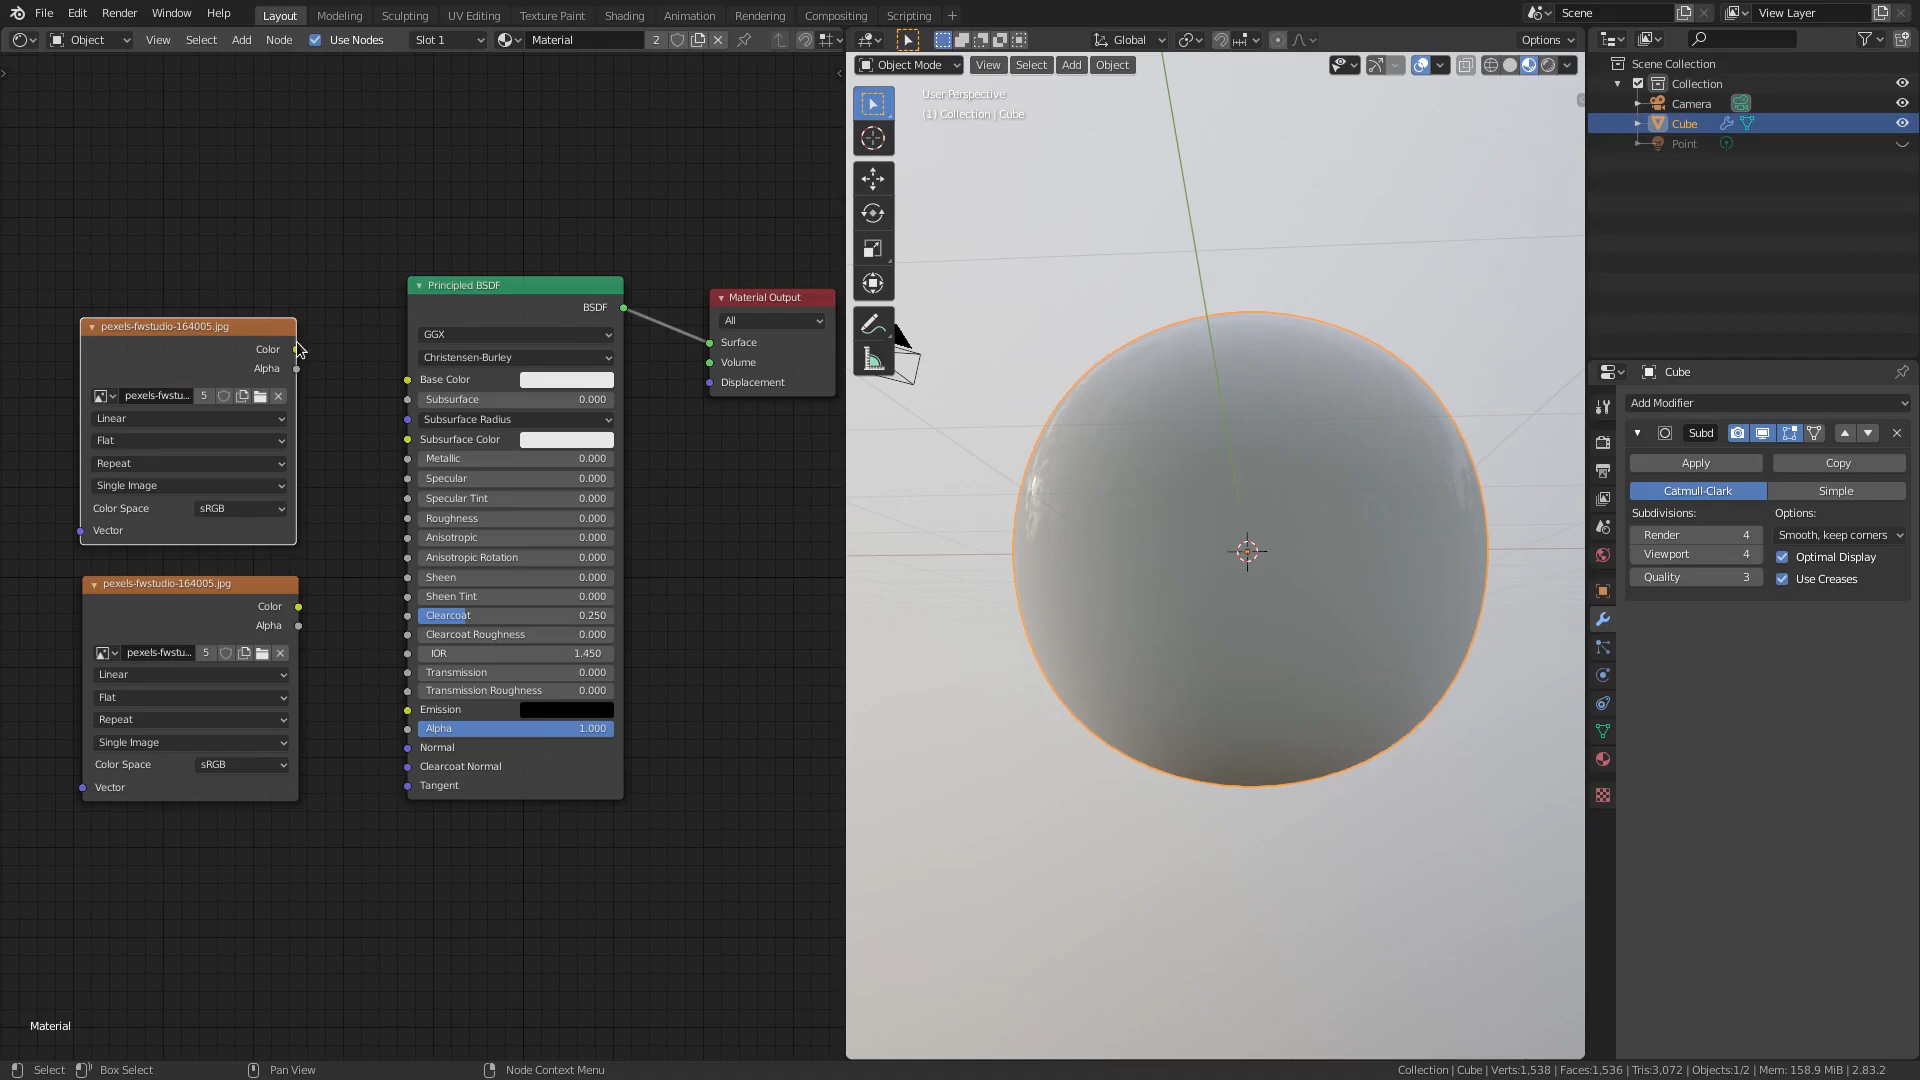 File Edit Render Window Help Layout Modeling Sculpting UV Editing Texture Paint Shading Animation Rendering Compositing Scripting + Scene View Layer
Object View Select Add Node Use Nodes Slot 1 Material 2
Global Options
Object Mode View Select Add Object
User Perspective
(1) Collection | Cube
pexels-fwstudio-164005.jpg
Color
Alpha
pexels-fwstu... 5
Linear
Flat
Repeat
Single Image
Color Space sRGB
Vector
pexels-fwstudio-164005.jpg
Color
Alpha
pexels-fwstu... 5
Linear
Flat
Repeat
Single Image
Color Space sRGB
Vector
Principled BSDF
BSDF
GGX
Christensen-Burley
Base Color
Subsurface 0.000
Subsurface Radius
Subsurface Color
Metallic 0.000
Specular 0.000
Specular Tint 0.000
Roughness 0.000
Anisotropic 0.000
Anisotropic Rotation 0.000
Sheen 0.000
Sheen Tint 0.000
Clearcoat 0.250
Clearcoat Roughness 0.000
IOR 1.450
Transmission 0.000
Transmission Roughness 0.000
Emission
Alpha 1.000
Normal
Clearcoat Normal
Tangent
Material Output
All
Surface
Volume
Displacement
Material
Scene Collection
Collection
Camera
Cube
Point
Cube
Add Modifier
Subd
Apply Copy
Catmull-Clark Simple
Subdivisions: Options:
Render 4 Smooth, keep corners
Viewport 4 Optimal Display
Quality 3 Use Creases
Select Box Select Pan View Node Context Menu Collection | Cube | Verts:1,538 | Faces:1,536 | Tris:3,072 | Objects:1/2 | Mem: 158.9 MiB | 2.83.2